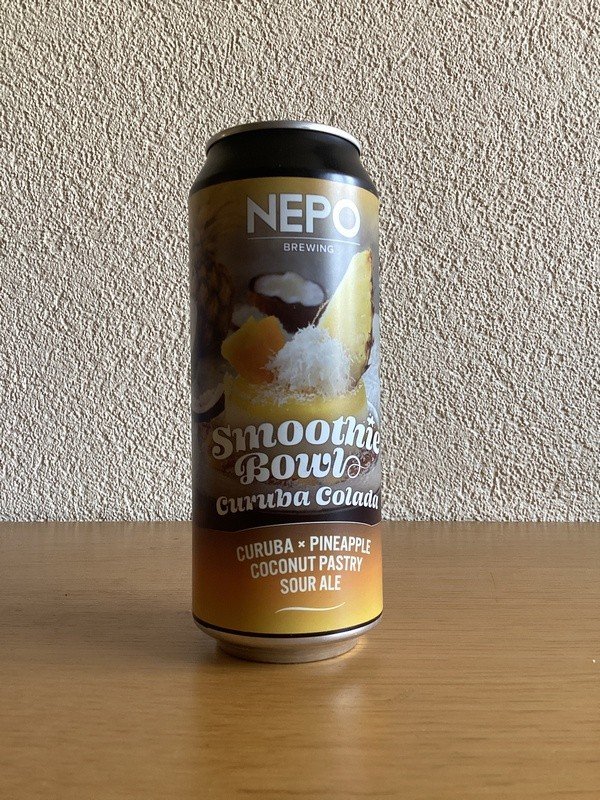 NEPO
BREWING
Smoothie
Bowl
Curuba Colada
CURUBA × PINEAPPLE
COCONUT PASTRY
SOUR ALE